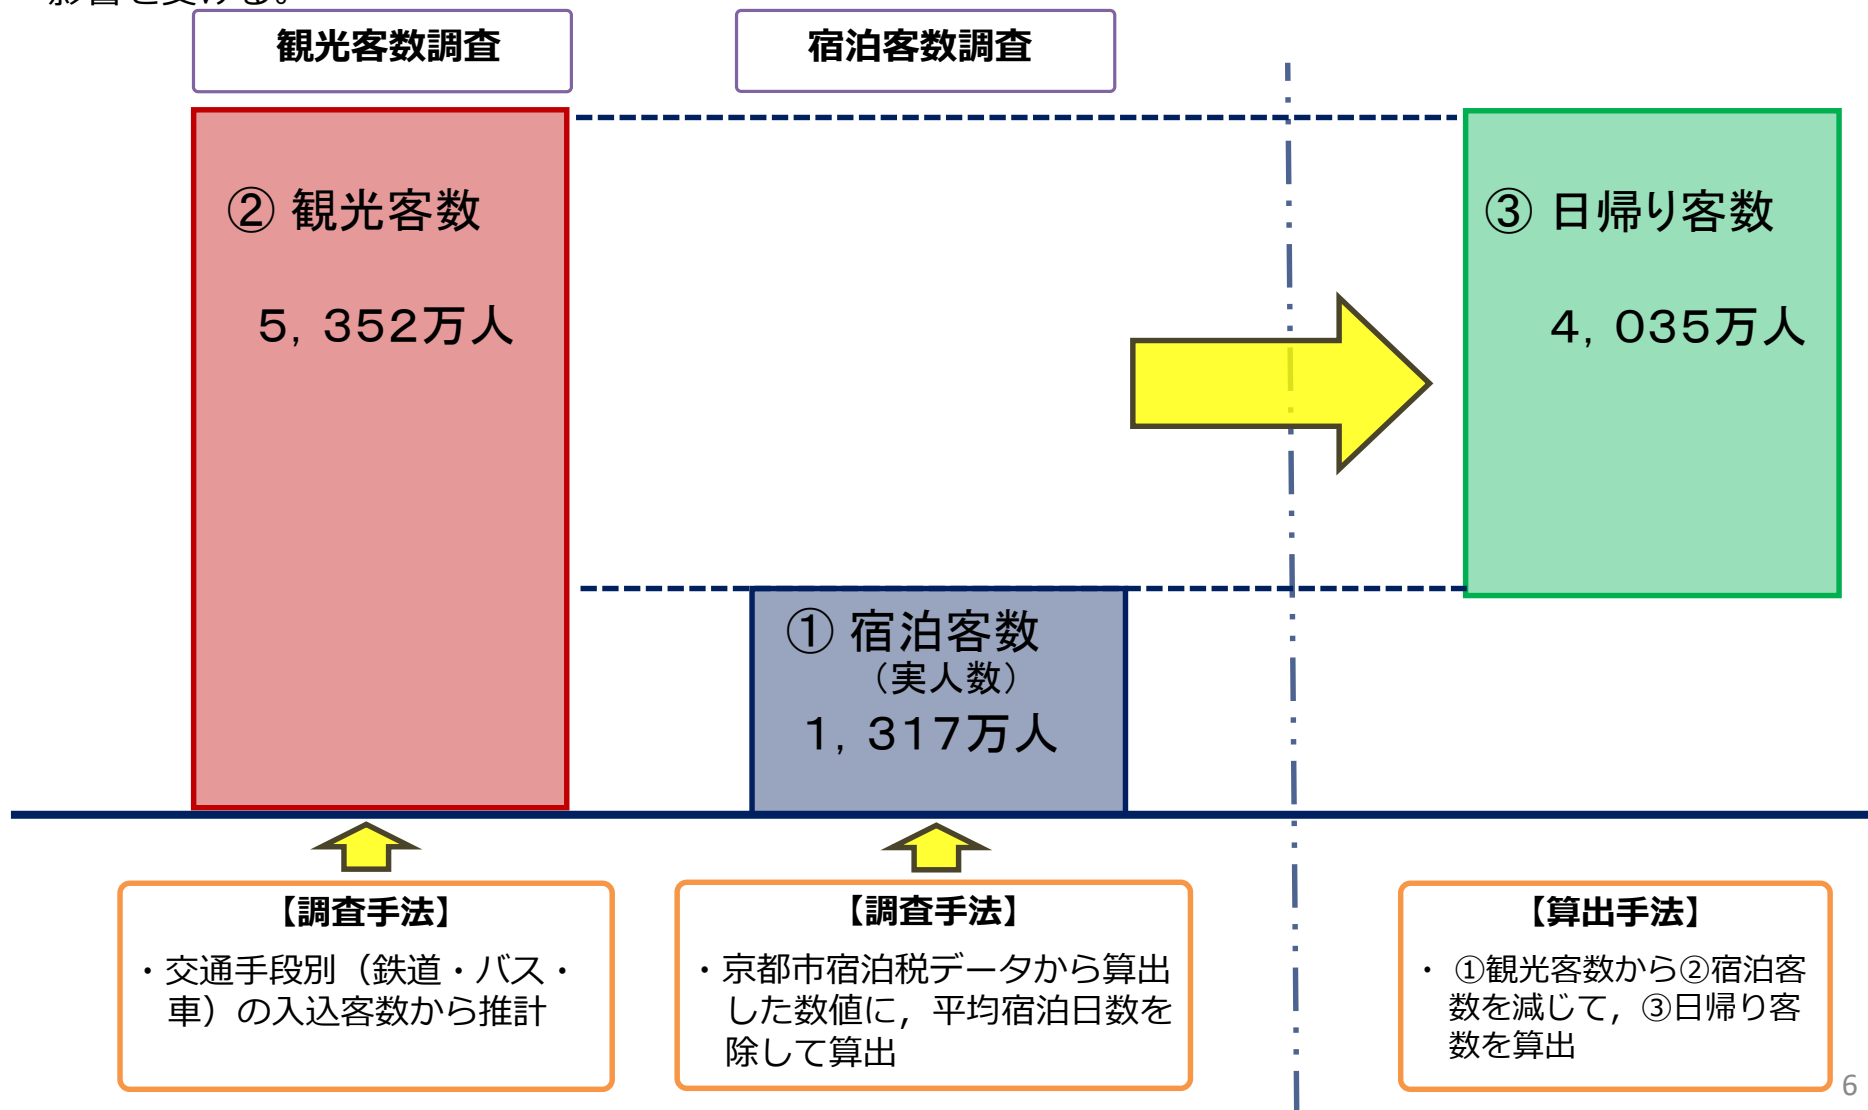 影響を受ける。
観光客数調査
宿泊客数調査
② 観光客数
5,352万人
③ 日帰り客数
4,035万人
① 宿泊客数
(実人数)
1,317万人
【調査手法】
・交通手段別(鉄道・バス・
車)の入込客数から推計
【調査手法】
・京都市宿泊税データから算出
した数値に,平均宿泊日数を
除して算出
【算出手法】
・ ①観光客数から②宿泊客
数を減じて,③日帰り客
数を算出
6